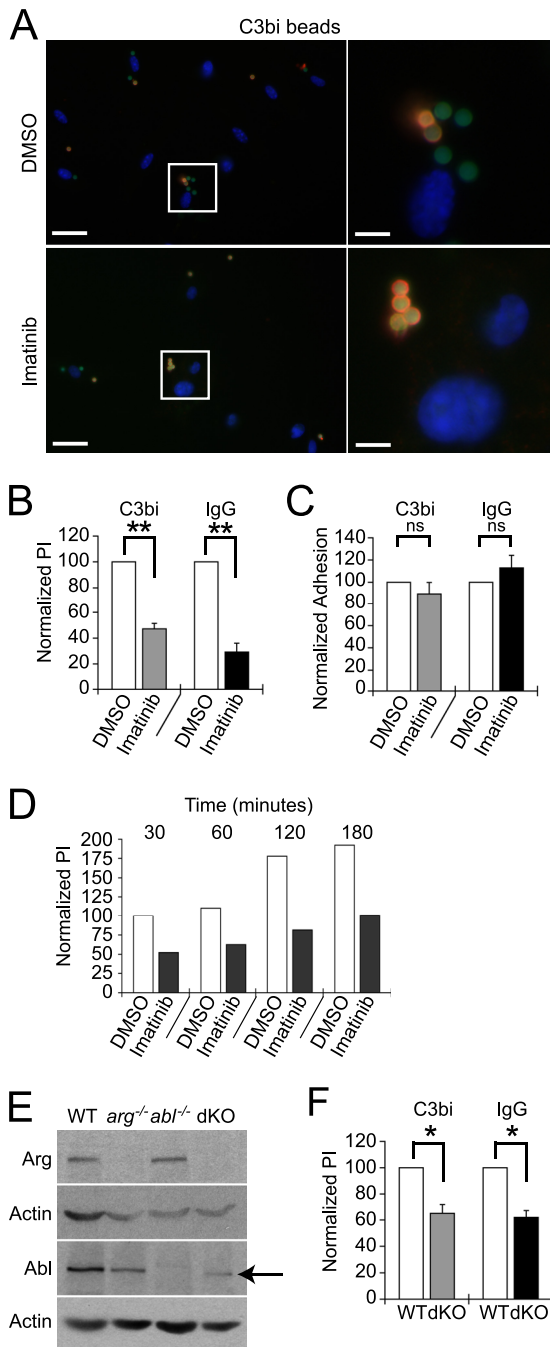 A
C3bi beads
DMSO
Imatinib
B
C3bi
IgG
**
**
Normalized PI
120
100
80
60
40
20
0
DMSO
Imatinib
DMSO
Imatinib
C
C3bi
IgG
ns
ns
Normalized Adhesion
140
120
100
80
60
40
20
0
DMSO
Imatinib
DMSO
Imatinib
D
Time (minutes)
30 60 120 180
Normalized PI
200
175
150
125
100
75
50
25
0
DMSO
Imatinib
DMSO
Imatinib
DMSO
Imatinib
DMSO
Imatinib
E
WT arg-/- abl-/- dKO
Arg
Actin
Abl
Actin
F
C3bi
IgG
*
*
Normalized PI
120
100
80
60
40
20
0
WT dKO
WT dKO